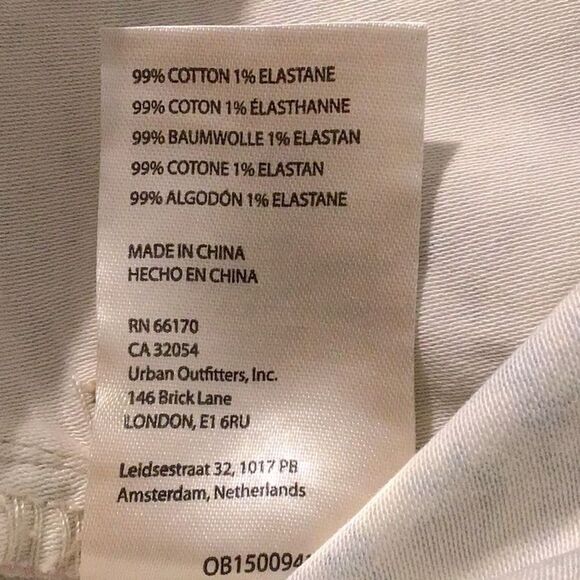 99% COTTON 1% ELASTANE
99% COTON 1% ÉLASTHANNE
99% BAUMWOLLE 1% ELASTAN
99% COTONE 1% ELASTAN
99% ALGODÓN 1% ELASTANE
MADE IN CHINA
HECHO EN CHINA
RN 66170
CA 32054
Urban Outfitters, Inc.
146 Brick Lane
LONDON, E1 6RU
Leidsestraat 32, 1017 PB
Amsterdam, Netherlands